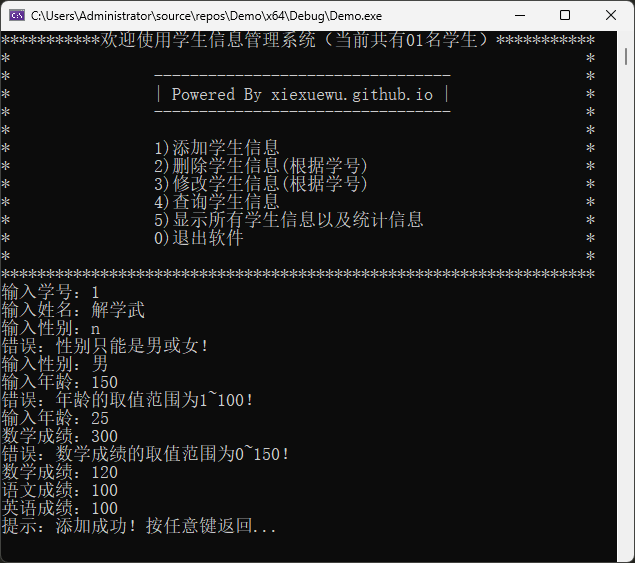 C:\Users\Administrator\source\repos\Demo\x64\Debug\Demo.exe
***********欢迎使用学生信息管理系统（当前共有01名学生）***********
* *
* --------------------------------- *
* | Powered By xiexuewu.github.io | *
* --------------------------------- *
* *
* 1)添加学生信息 *
* 2)删除学生信息(根据学号) *
* 3)修改学生信息(根据学号) *
* 4)查询学生信息 *
* 5)显示所有学生信息以及统计信息 *
* 0)退出软件 *
* *
******************************************************************
输入学号：1
输入姓名：解学武
输入性别：n
错误：性别只能是男或女！
输入性别：男
输入年龄：150
错误：年龄的取值范围为1~100！
输入年龄：25
数学成绩：300
错误：数学成绩的取值范围为0~150！
数学成绩：120
语文成绩：100
英语成绩：100
提示：添加成功！按任意键返回...